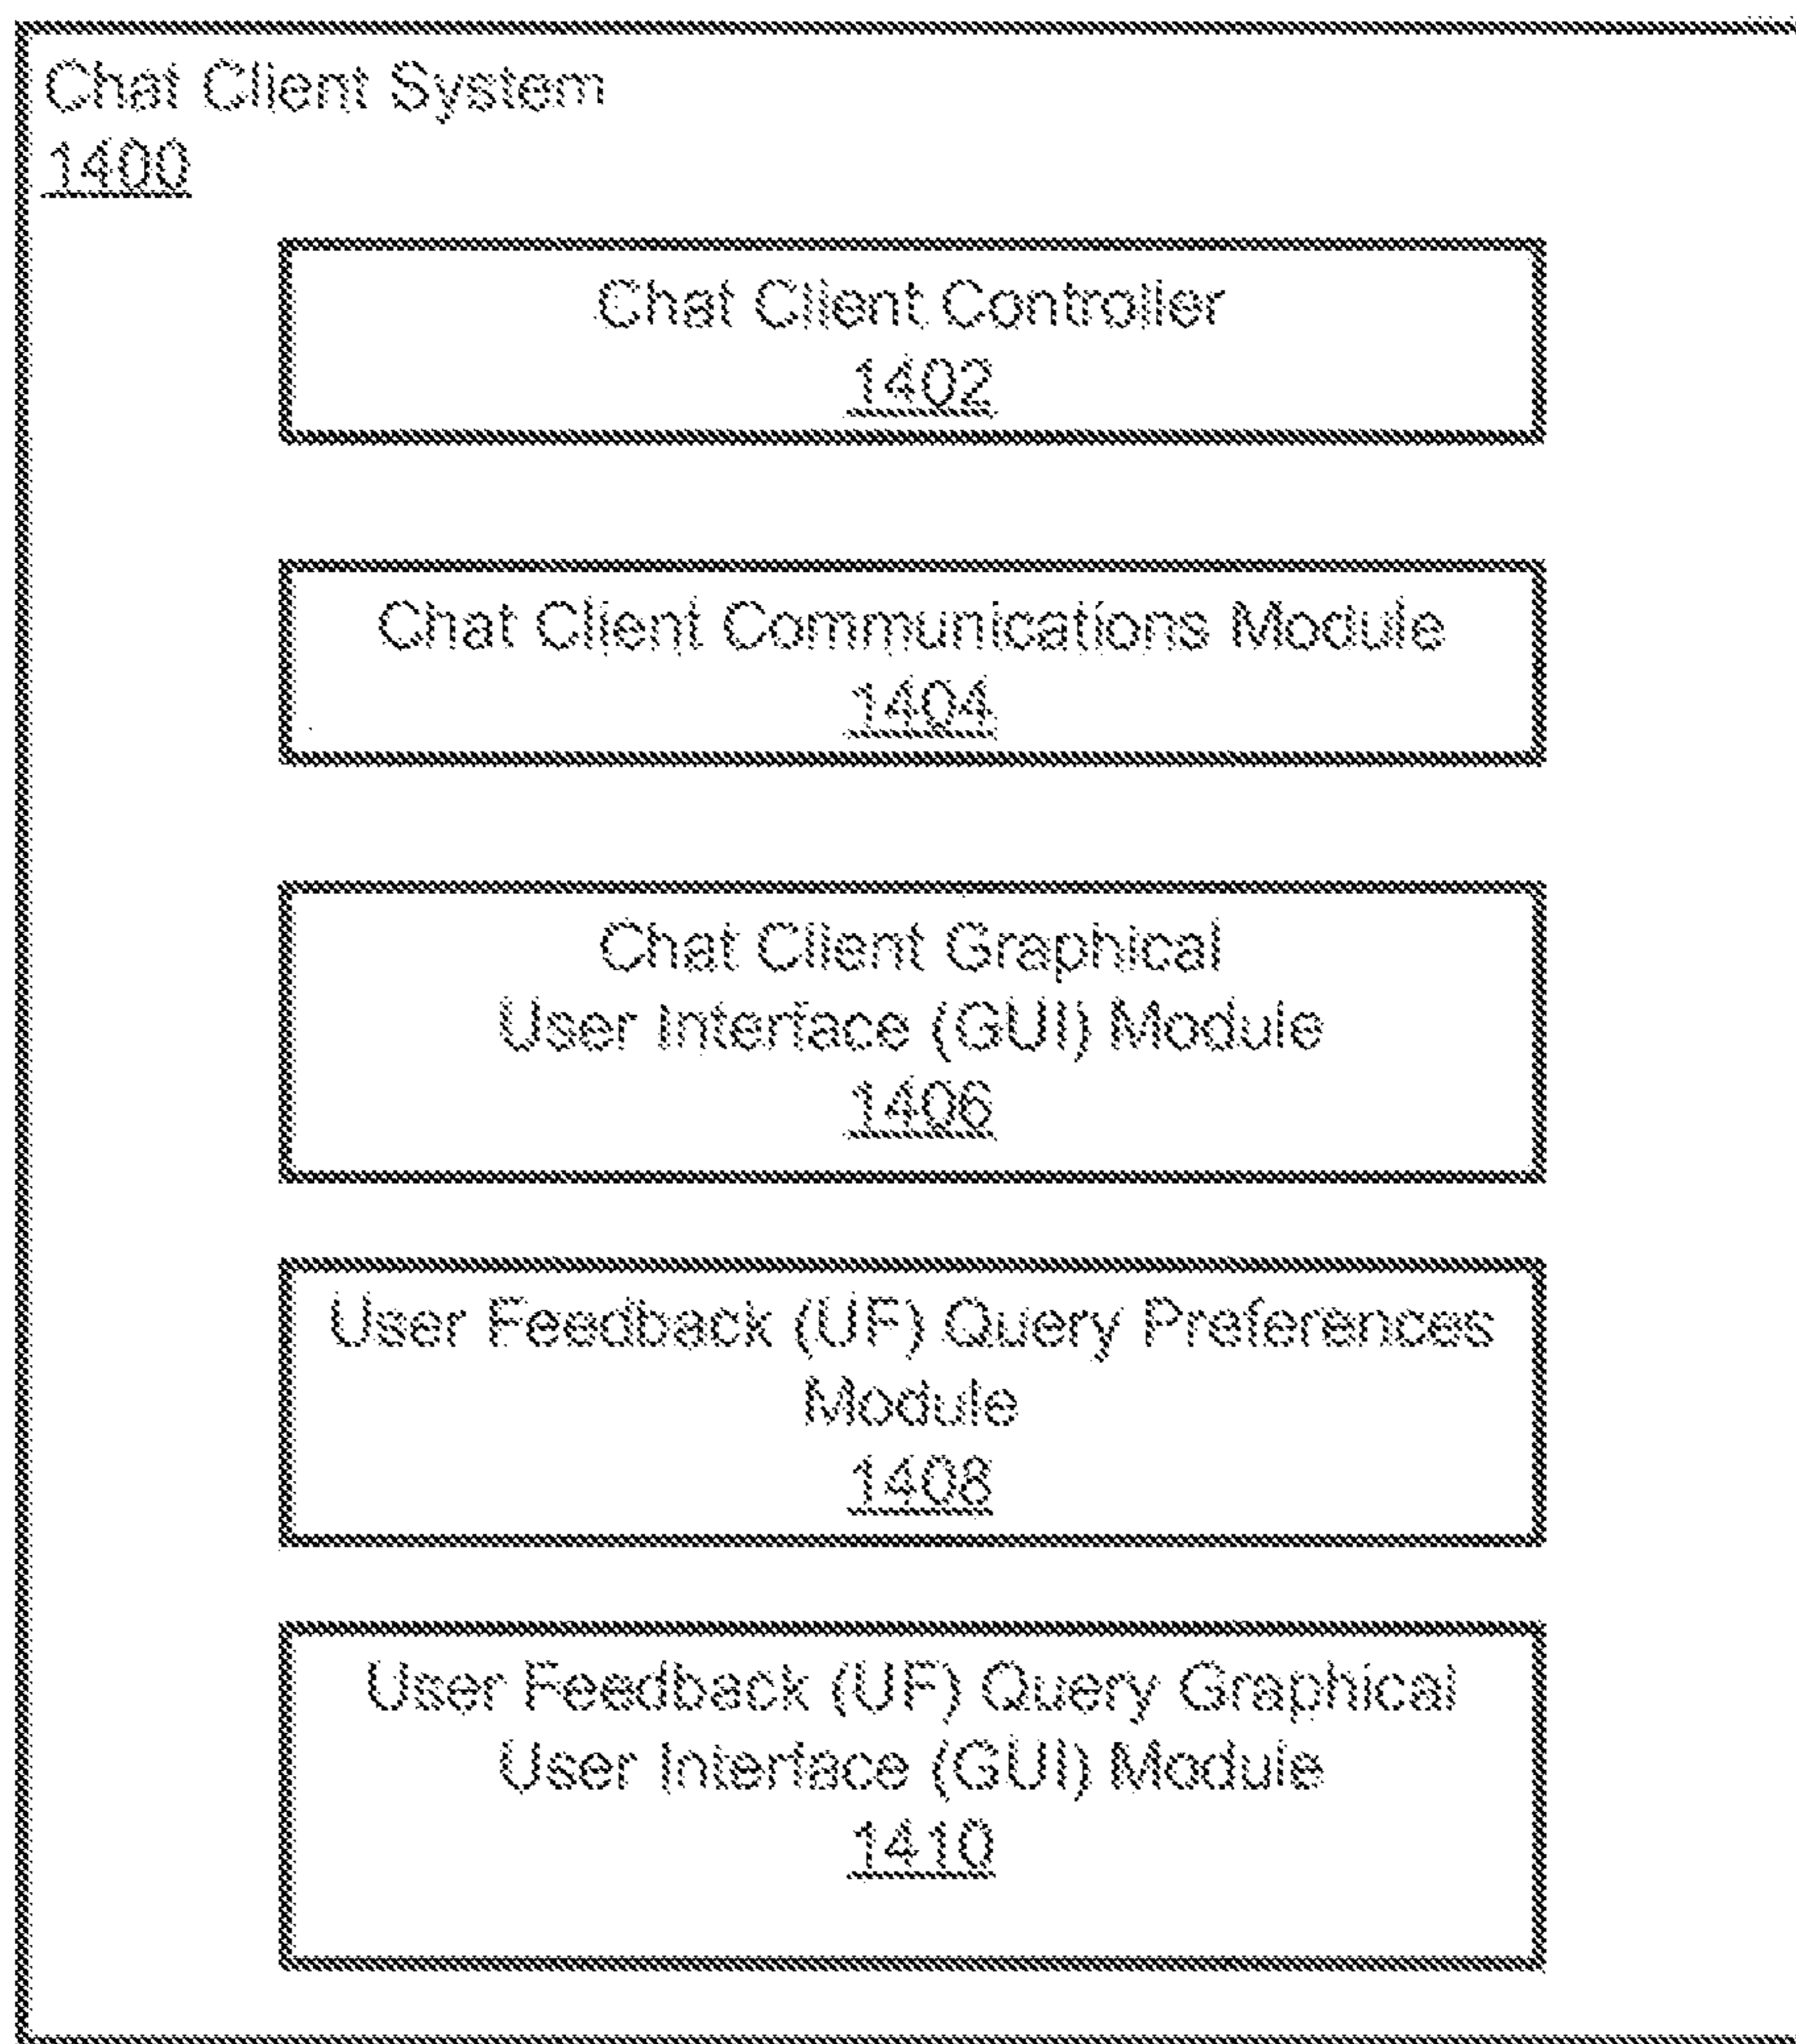 Chat Client System
1400
Chat Client Controller
1402
Chat Client Communications Module
1404
Chat Client Graphical
User Interface (GUI) Module
1406
User Feedback (UF) Query Preferences
Module
1408
User Feedback (UF) Query Graphical
User Interface (GUI) Module
1410